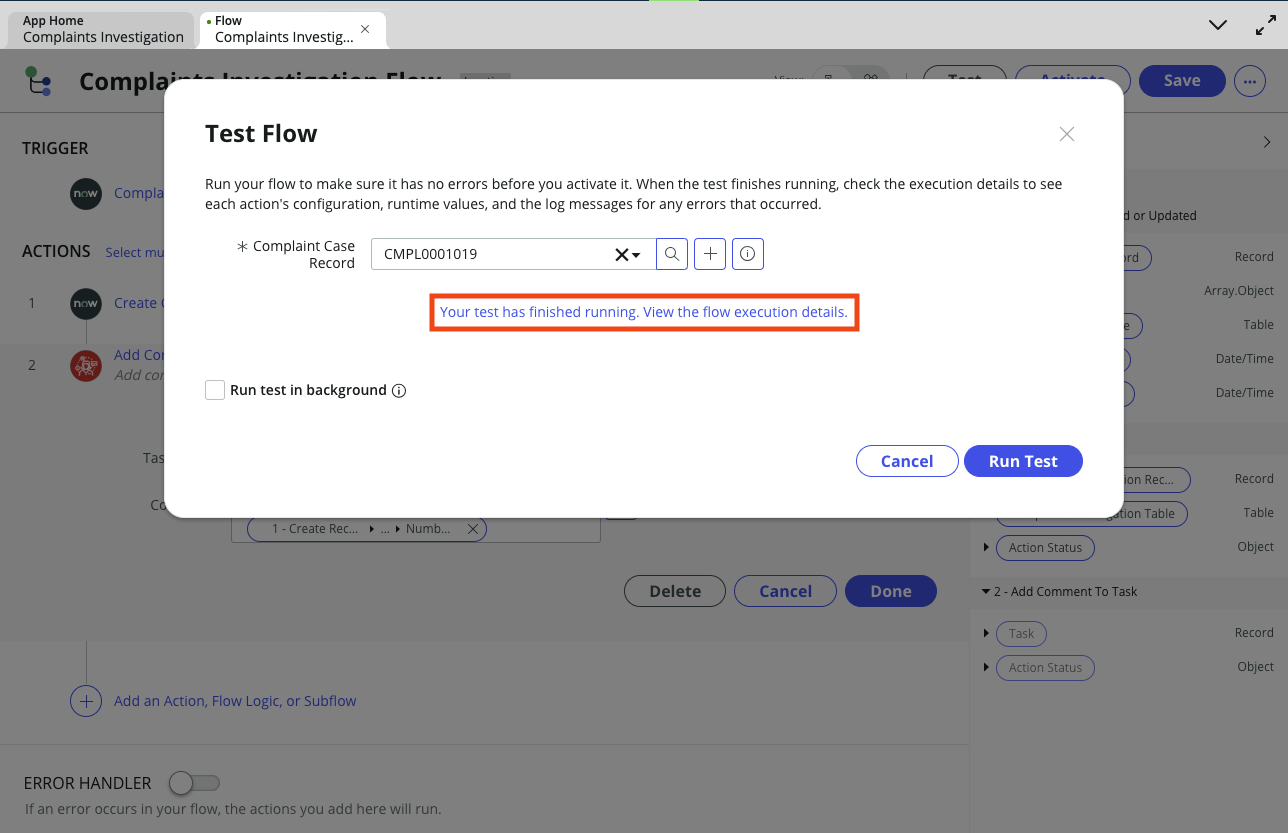 App Home
Complaints Investigation
Flow
Complaints Investig...
Complaints Investigation Flow
Test
Activate
Save
TRIGGER
now
Compla
ACTIONS
Select mu
1
now
Create
2
Add Co
Add co
Test Flow
Run your flow to make sure it has no errors before you activate it. When the test finishes running, check the execution details to see
each action's configuration, runtime values, and the log messages for any errors that occurred.
Complaint Case
Record
CMPL0001019
Your test has finished running. View the flow execution details.
Run test in background
Cancel
Run Test
d or Updated
ord
Record
Array.Object
e
Table
Date/Time
Date/Time
ion Rec...
Record
gation Table
Table
Action Status
Object
2 - Add Comment To Task
Task
Record
Action Status
Object
Tas
Co
1 - Create Rec...
...
Numb...
Delete
Cancel
Done
Add an Action, Flow Logic, or Subflow
ERROR HANDLER
If an error occurs in your flow, the actions you add here will run.